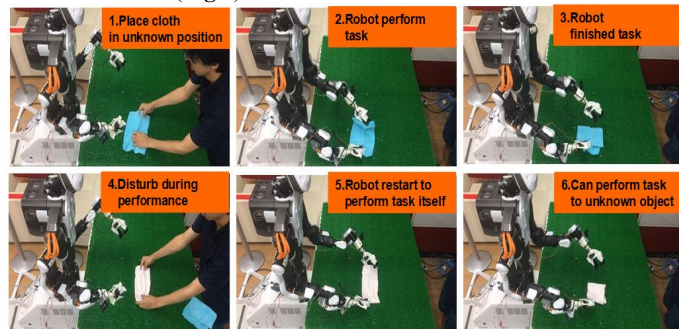 1.Place cloth
in unknown position
2.Robot perform
task
3.Robot
finished task
4.Disturb during
performance
5.Robot restart to
perform task itself
6.Can perform task
to unknown object